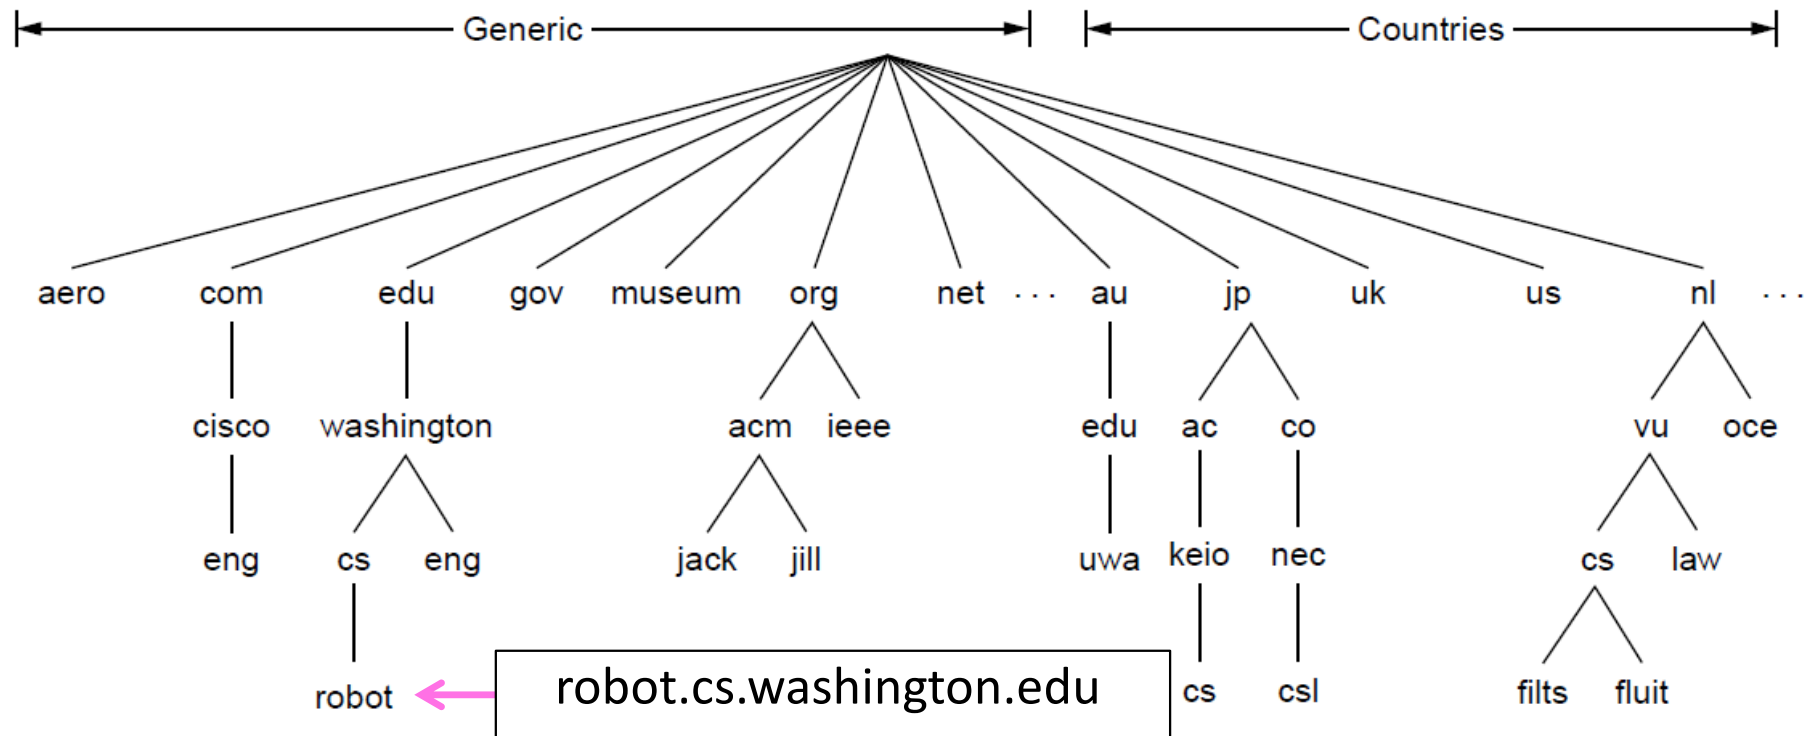 Generic Countries
aero com edu gov museum org net ... au jp uk us nl ...
cisco washington acm ieee edu ac co vu oce
eng cs eng jack jill uwa keio nec cs law
robot robot.cs.washington.edu cs csl filts fluit